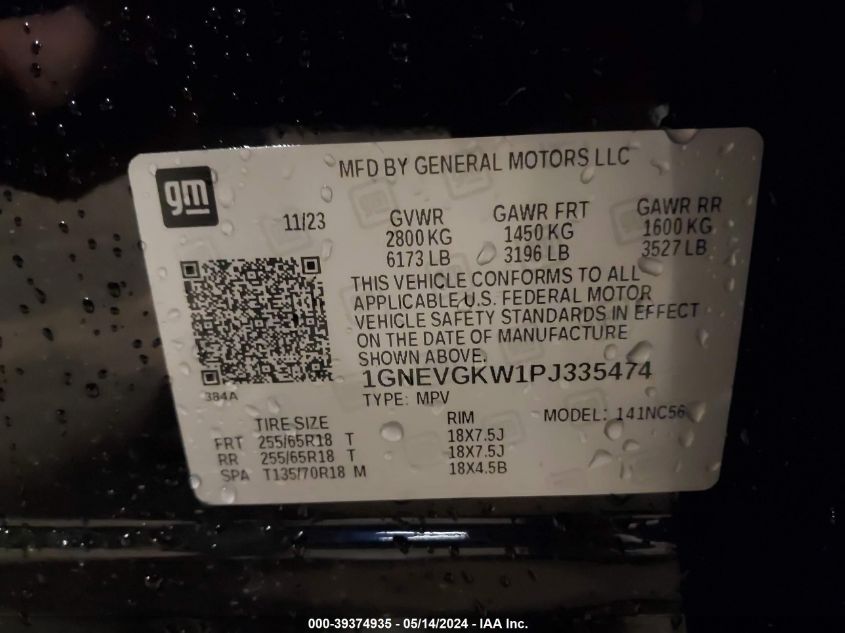 MFD BY GENERAL MOTORS LLC
gm
11/23
GVWR GAWR FRT GAWR RR
2800 KG 1450 KG 1600 KG
6173 LB 3196 LB 3527 LB
THIS VEHICLE CONFORMS TO ALL
APPLICABLE U.S. FEDERAL MOTOR
VEHICLE SAFETY STANDARDS IN EFFECT
ON THE DATE OF MANUFACTURE
SHOWN ABOVE.
1GNEVGKW1PJ335474
384A
TYPE: MPV MODEL: 141NC56
TIRE SIZE RIM
FRT 255/65R18 T 18X7.5J
RR 255/65R18 T 18X7.5J
SPA T135/70R18 M 18X4.5B
000-39374935 - 05/14/2024 - IAA Inc.